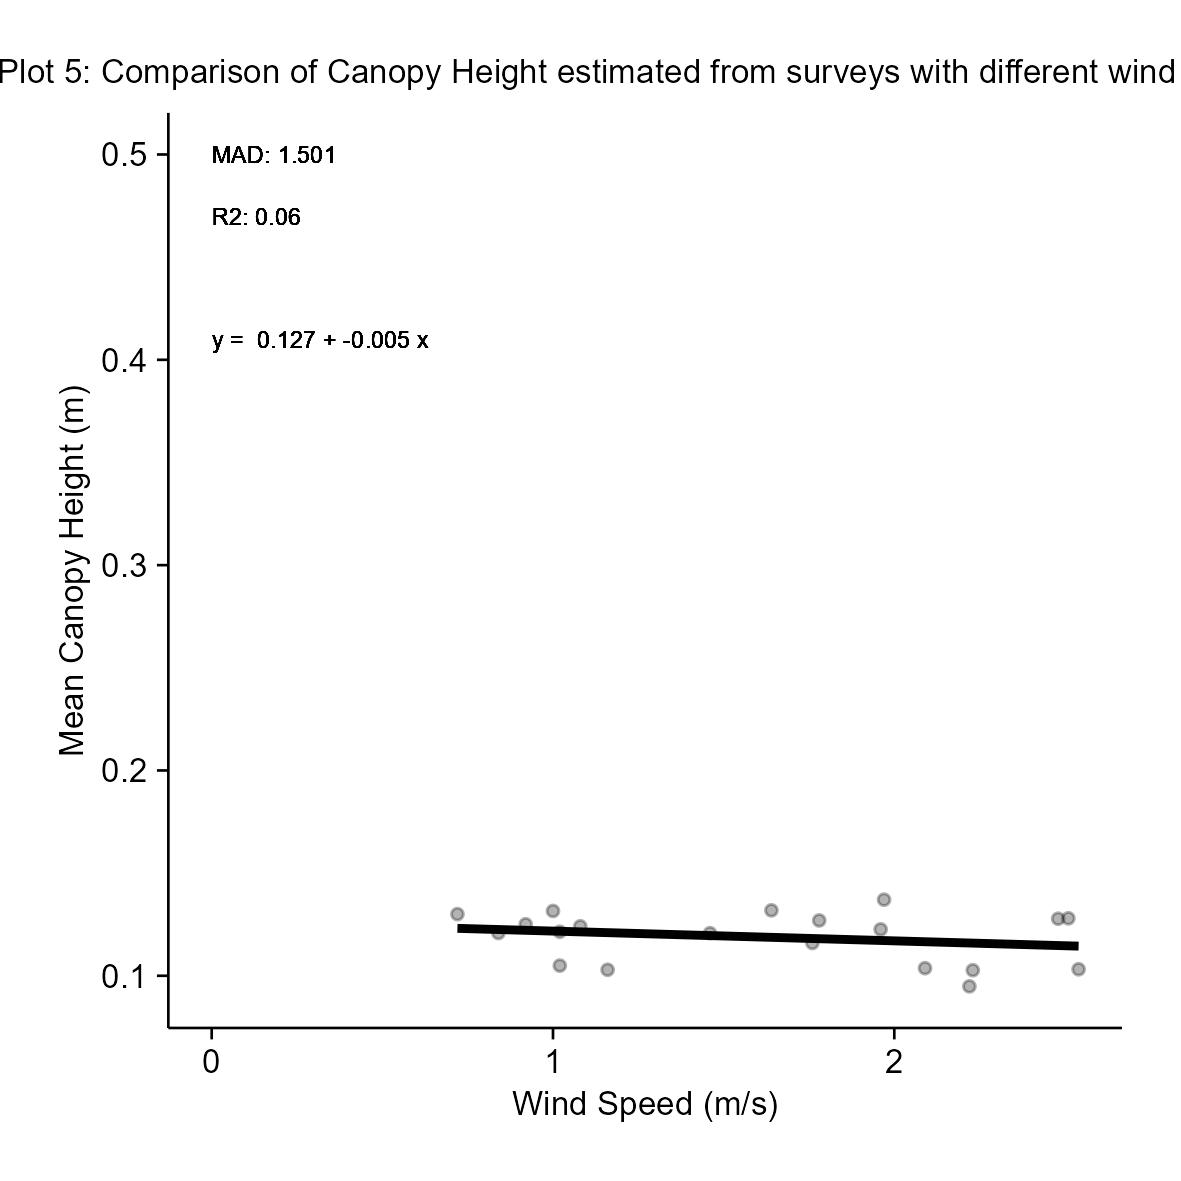 Plot 5: Comparison of Canopy Height estimated from surveys with different wind
0.5
MAD: 1.501
R2: 0.06
y =  0.127 + -0.005 x
0.4
Mean Canopy Height (m)
0.3
0.2
0.1
0 1 2
Wind Speed (m/s)